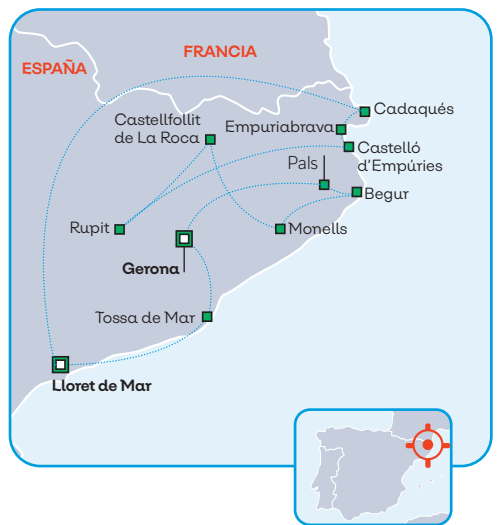 FRANCIA
ESPAÑA
Cadaqués
Castellfollit
de La Roca
Empuriabrava
Castelló
d'Empúries
Pals
Begur
Rupit
Monells
Gerona
Tossa de Mar
Lloret de Mar